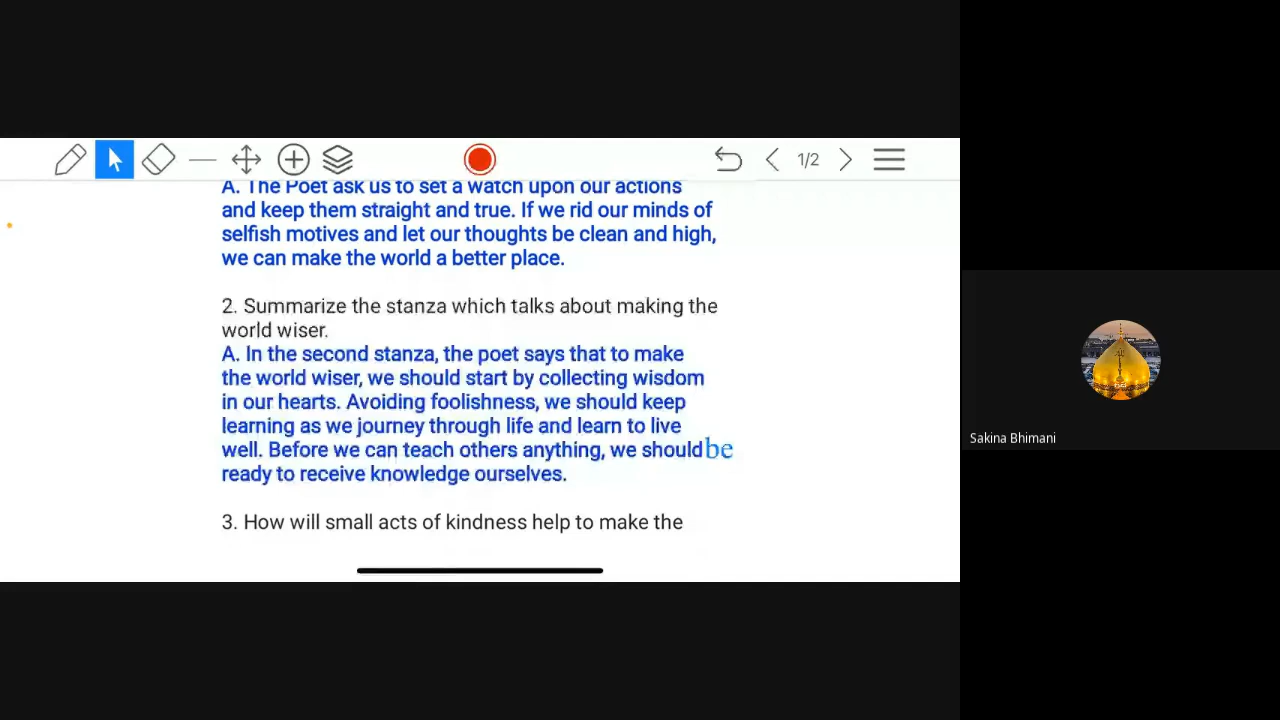 1/2
A. The Poet ask us to set a watch upon our actions
and keep them straight and true. If we rid our minds of
selfish motives and let our thoughts be clean and high,
we can make the world a better place.
2. Summarize the stanza which talks about making the
world wiser.
A. In the second stanza, the poet says that to make
the world wiser, we should start by collecting wisdom
in our hearts. Avoiding foolishness, we should keep
learning as we journey through life and learn to live
well. Before we can teach others anything, we should be
ready to receive knowledge ourselves.
3. How will small acts of kindness help to make the
Sakina Bhimani